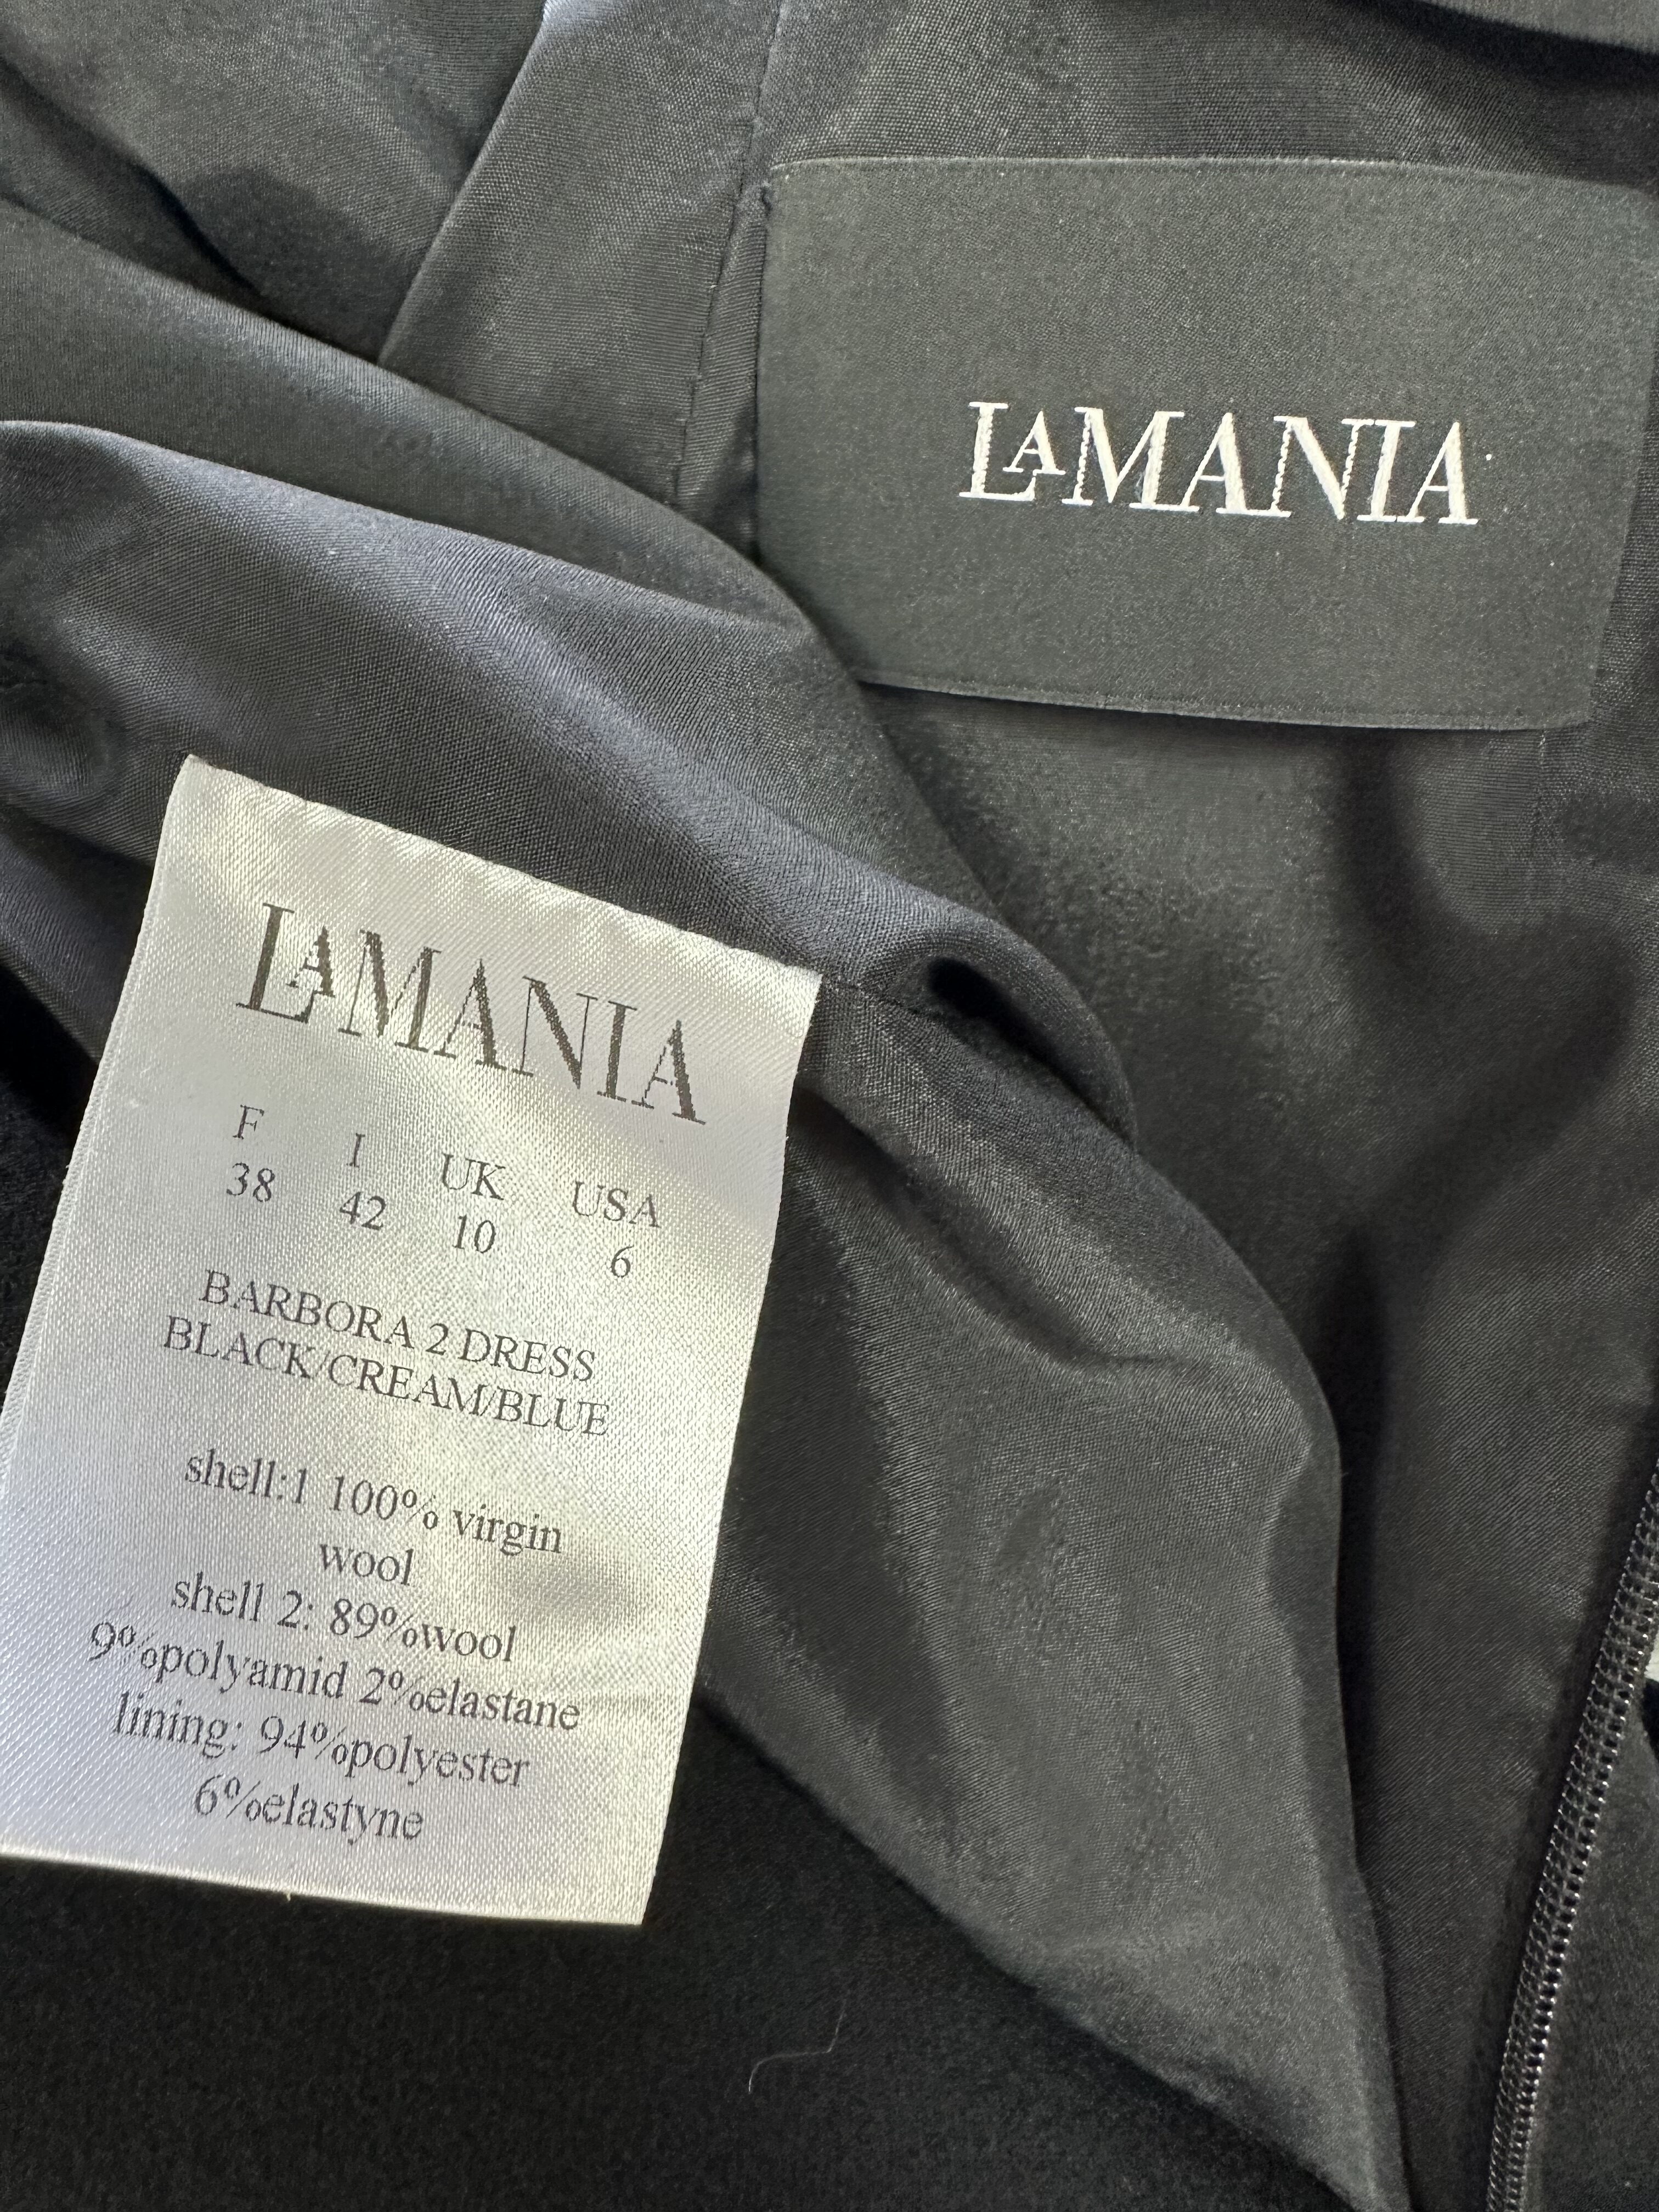 LAMANIA
LAMANIA
F I UK USA
38 42 10 6
BARBORA 2 DRESS
BLACK/CREAM/BLUE
shell:1 100% virgin
wool
shell 2: 89%wool
9%polyamid 2%elastane
lining: 94%polyester
6%elastyne